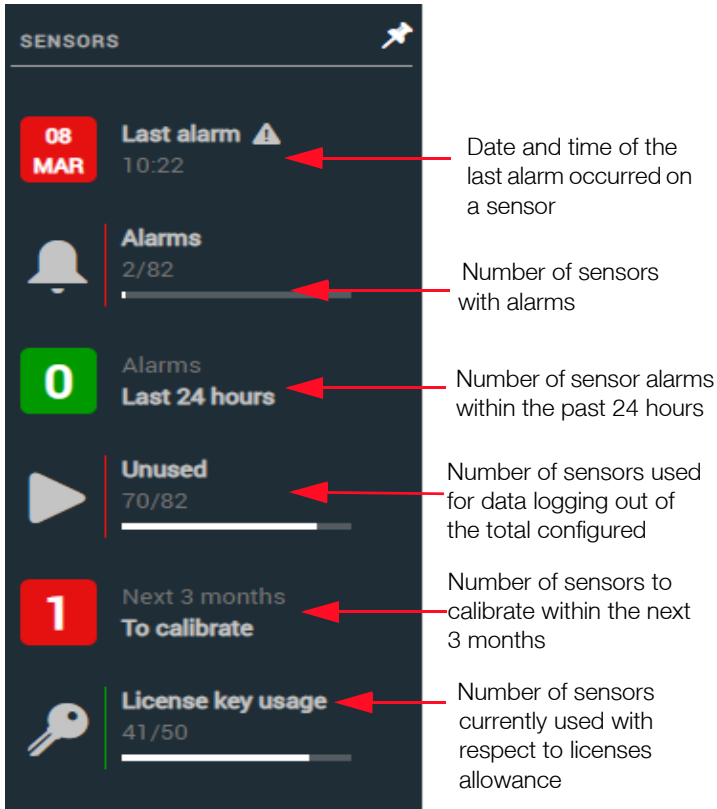 SENSORS
08
MAR
Last alarm
10:22
Date and time of the
last alarm occurred on
a sensor
Alarms
2/82
Number of sensors
with alarms
0
Alarms
Last 24 hours
Number of sensor alarms
within the past 24 hours
Unused
70/82
Number of sensors used
for data logging out of
the total configured
1
Next 3 months
To calibrate
Number of sensors to
calibrate within the next
3 months
License key usage
41/50
Number of sensors
currently used with
respect to licenses
allowance